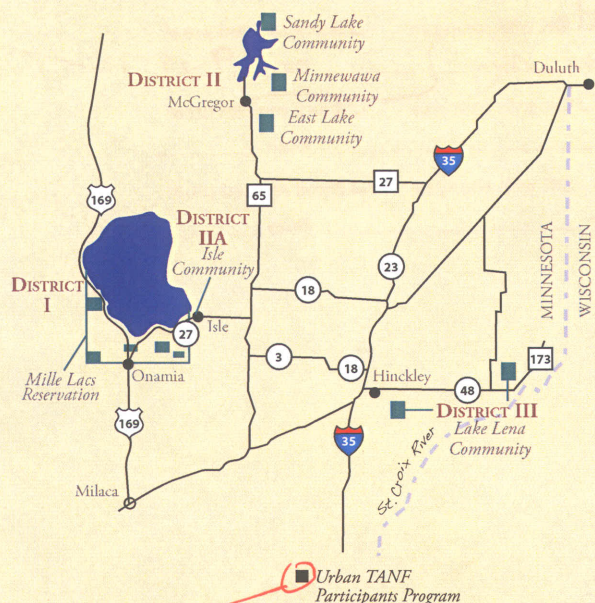 Sandy Lake
Community
DISTRICT II
Minnewawa
Community
McGregor
East Lake
Community
Duluth
35
169
65
27
DISTRICT
IIA
Isle
Community
23
MINNESOTA
WISCONSIN
DISTRICT
I
18
27
Isle
3
18
173
Mille Lacs
Reservation
Onamia
Hinckley
48
DISTRICT III
Lake Lena
Community
169
35
St. Croix River
Milaca
Urban TANF
Participants Program